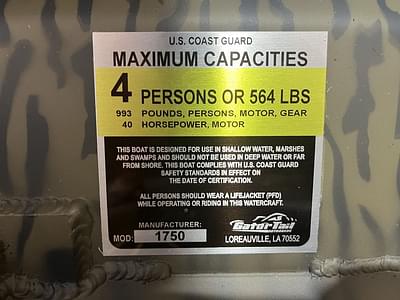 U.S. COAST GUARD
MAXIMUM CAPACITIES
4 PERSONS OR 564 LBS
993 POUNDS, PERSONS, MOTOR, GEAR
40 HORSEPOWER, MOTOR
THIS BOAT IS DESIGNED FOR USE IN SHALLOW WATER, MARSHES
AND SWAMPS AND SHOULD NOT BE USED IN DEEP WATER OR FAR
FROM SHORE. THIS BOAT COMPLIES WITH U.S. COAST GUARD
SAFETY STANDARDS IN EFFECT ON
THE DATE OF CERTIFICATION.
ALL PERSONS SHOULD WEAR A LIFEJACKET (PFD)
WHILE OPERATING OR RIDING IN THIS WATERCRAFT.
MANUFACTURER:
MOD: 1750
GatorTail
LOREAUVILLE, LA 70552